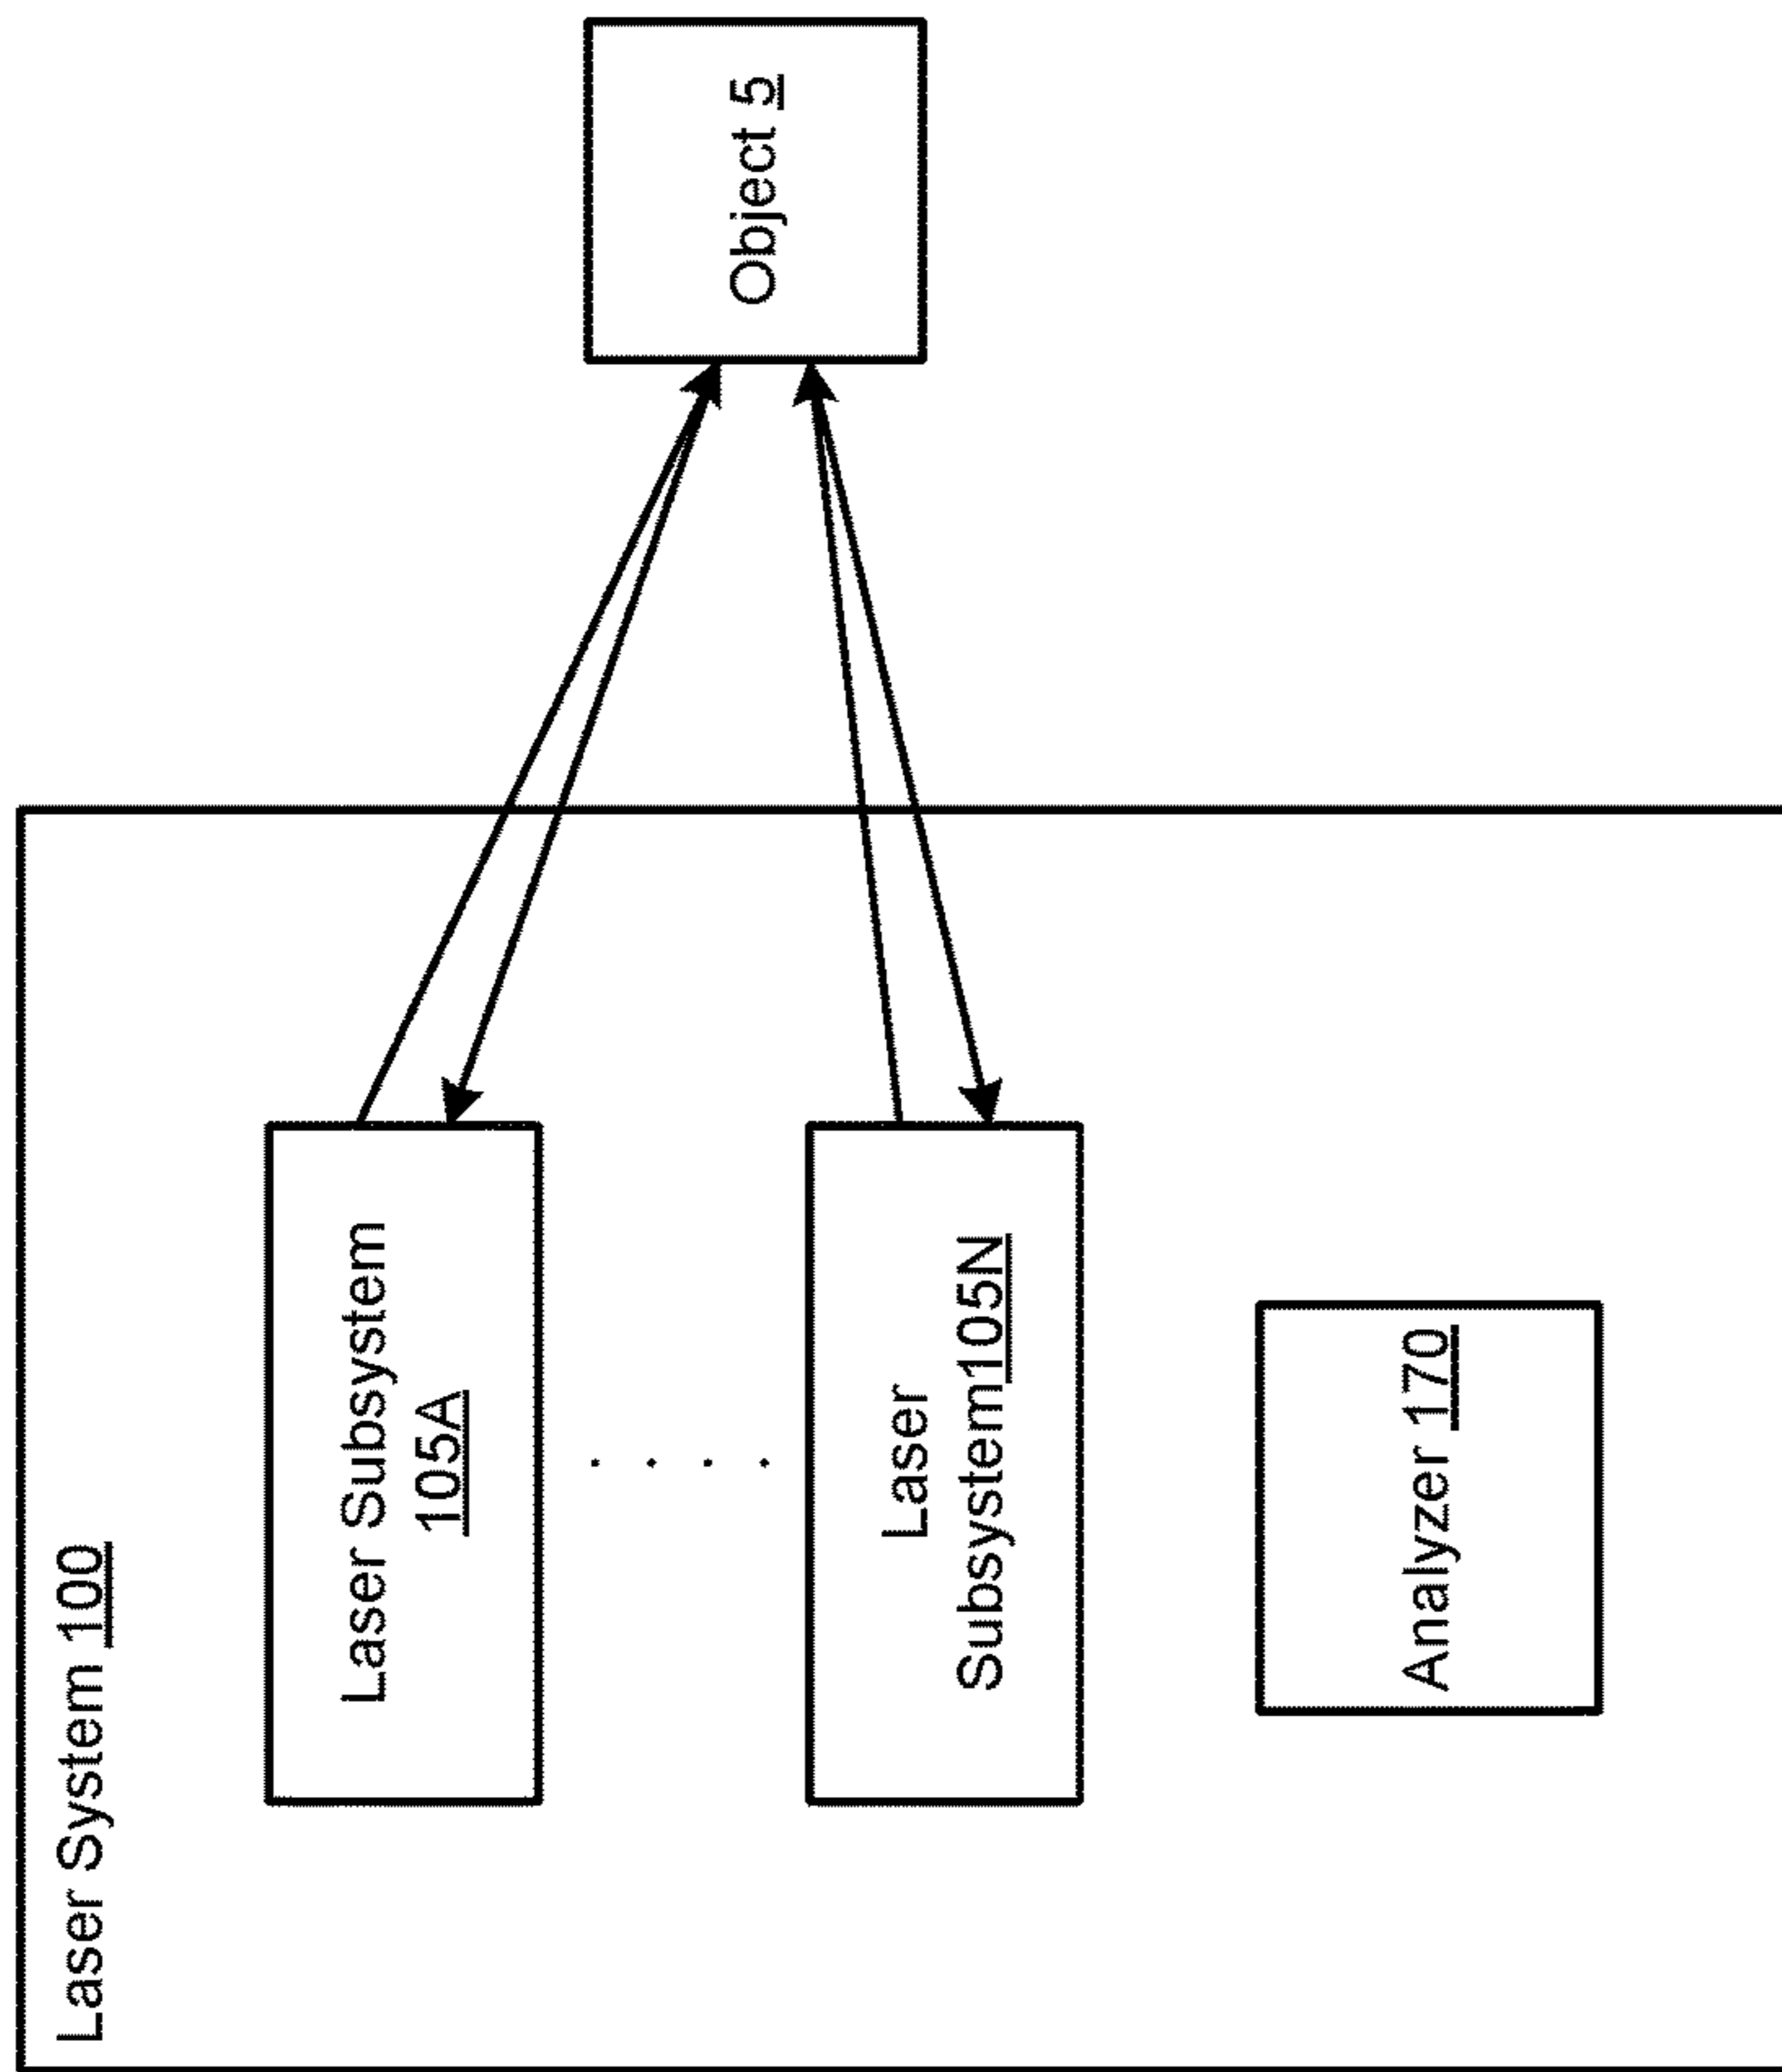 Laser System 100
Laser Subsystem
105A
. . . .
Laser
Subsystem105N
Analyzer 170
Object 5